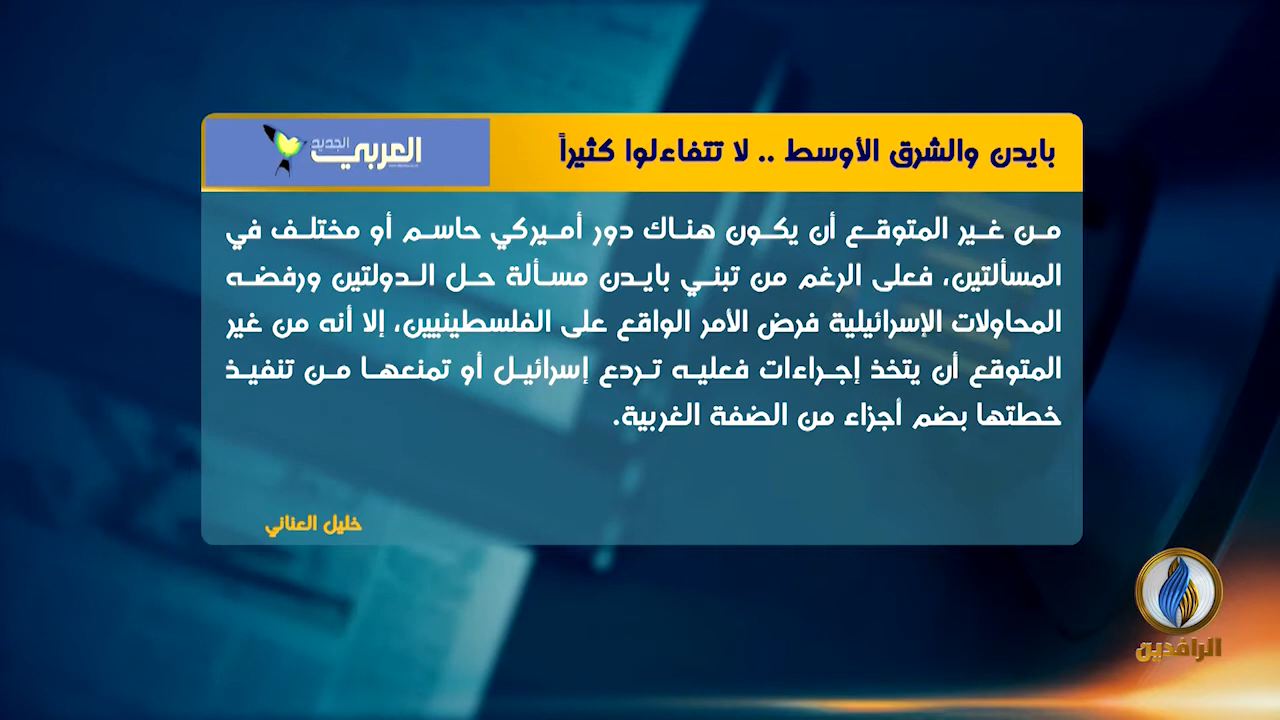 بايدن والشرق الأوسط .. لا تتفاءلوا كثيراً
العربي الجديد
من غير المتوقع أن يكون هناك دور أميركي حاسم أو مختلف في
المسألتين، فعلى الرغم من تبني بايدن مسألة حل الدولتين ورفضه
المحاولات الإسرائيلية فرض الأمر الواقع على الفلسطينيين، إلا أنه من غير
المتوقع أن يتخذ إجراءات فعليه تردع إسرائيل أو تمنعها من تنفيذ
خطتها بضم أجزاء من الضفة الغربية.
خليل العناني
الرافدين